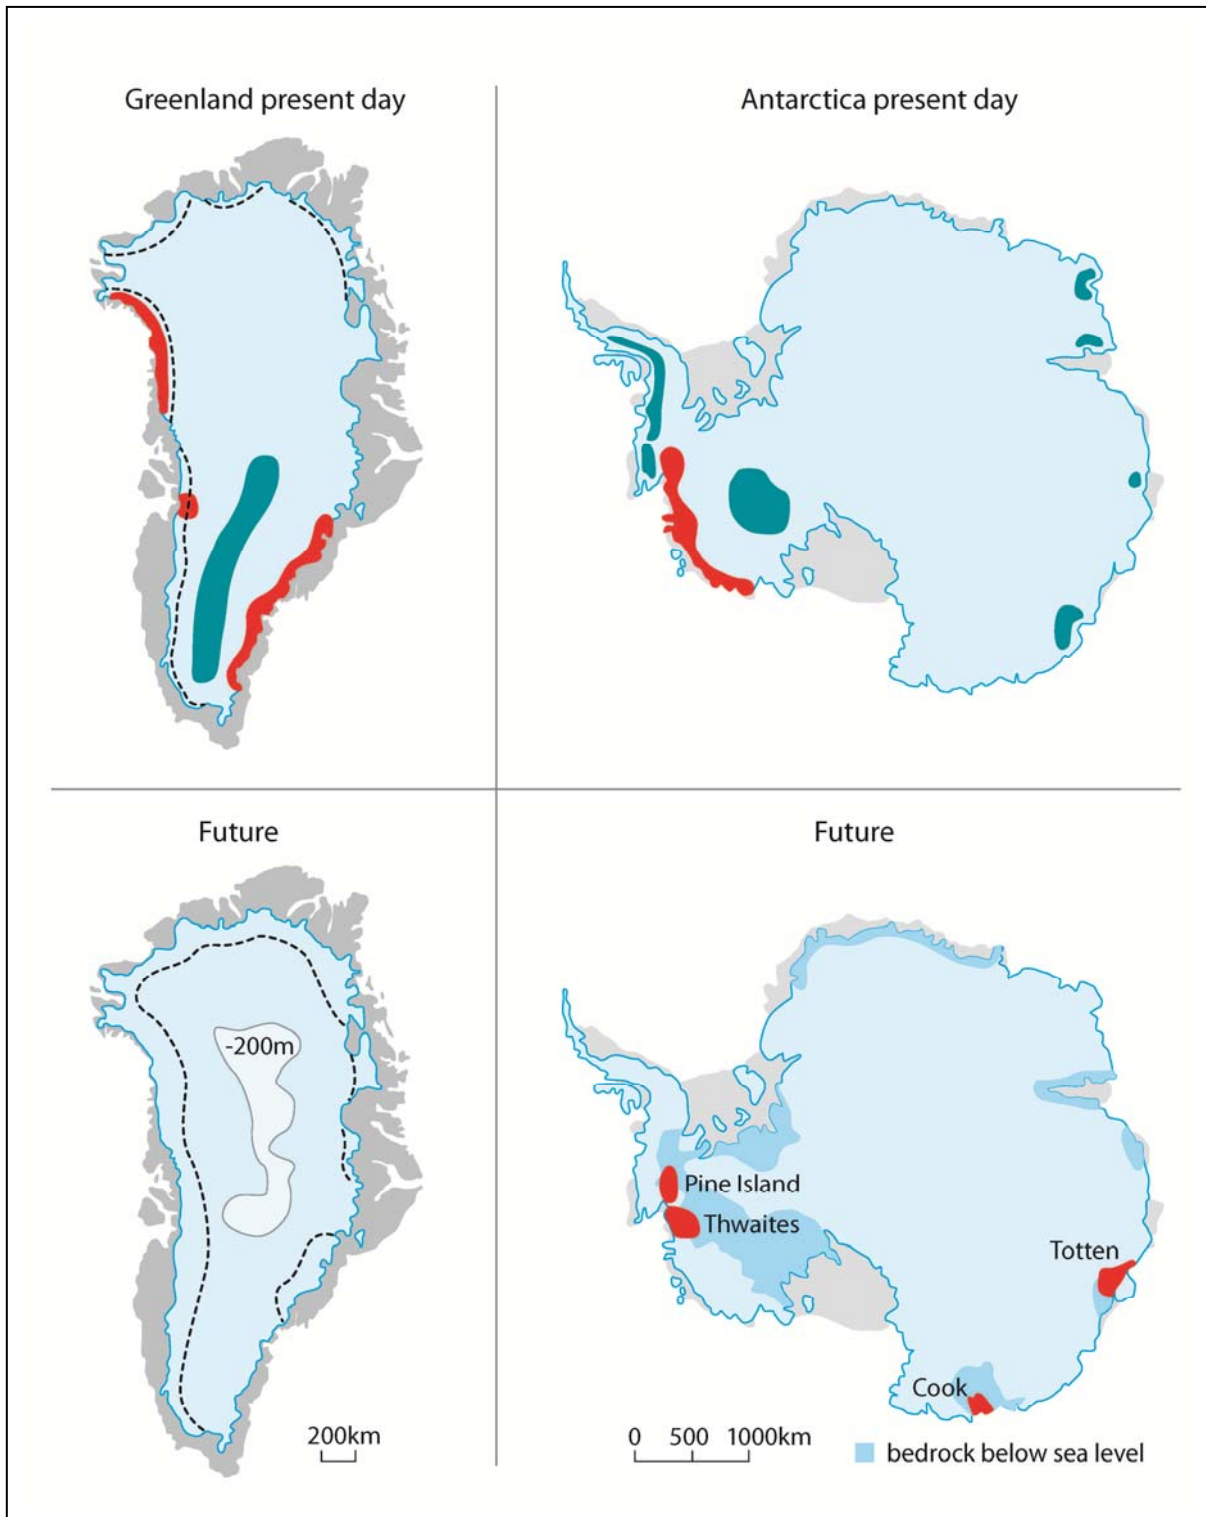 Greenland present day
Antarctica present day
Future
-200m
200km
Future
Pine Island
Thwaites
Totten
Cook
0 500 1000km
bedrock below sea level